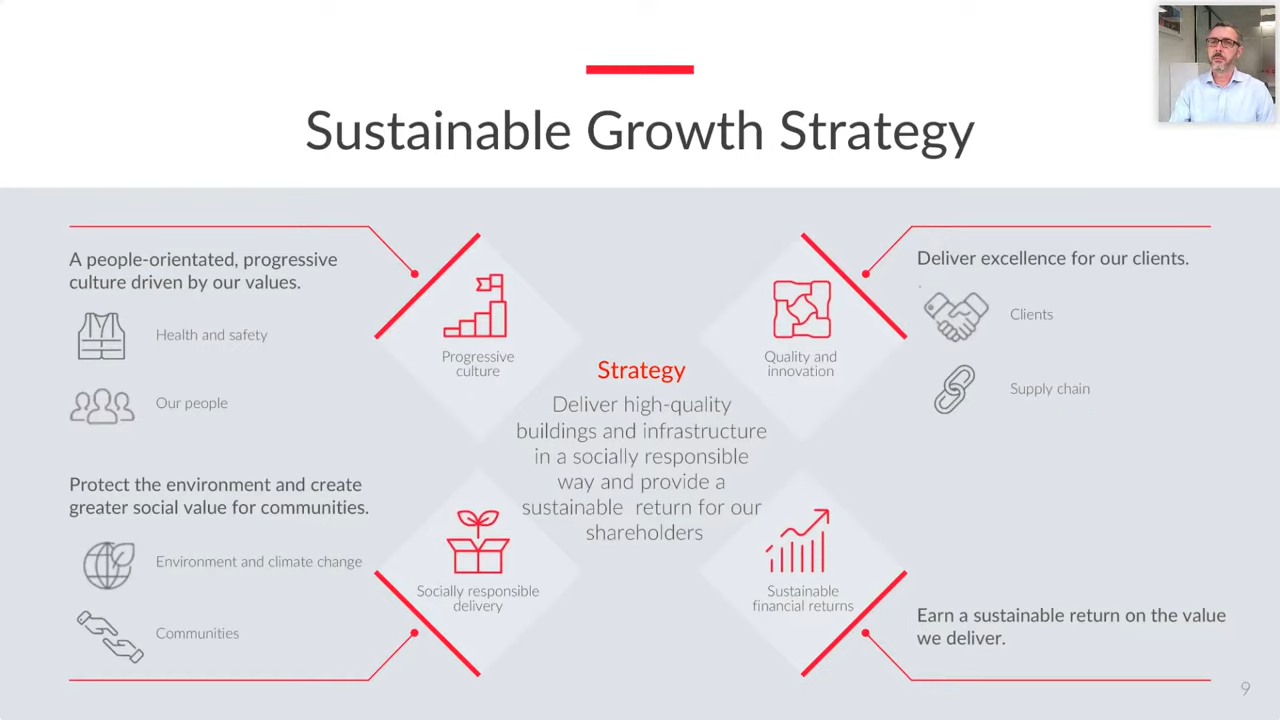 Sustainable Growth Strategy
A people-orientated, progressive
culture driven by our values.
Health and safety
Our people
Progressive
culture
Quality and
innovation
Deliver excellence for our clients.
.
Clients
Supply chain
Strategy
Deliver high-quality
buildings and infrastructure
in a socially responsible
way and provide a
sustainable return for our
shareholders
Protect the environment and create
greater social value for communities.
Environment and climate change
Communities
Socially responsible
delivery
Sustainable
financial returns
Earn a sustainable return on the value
we deliver.
9